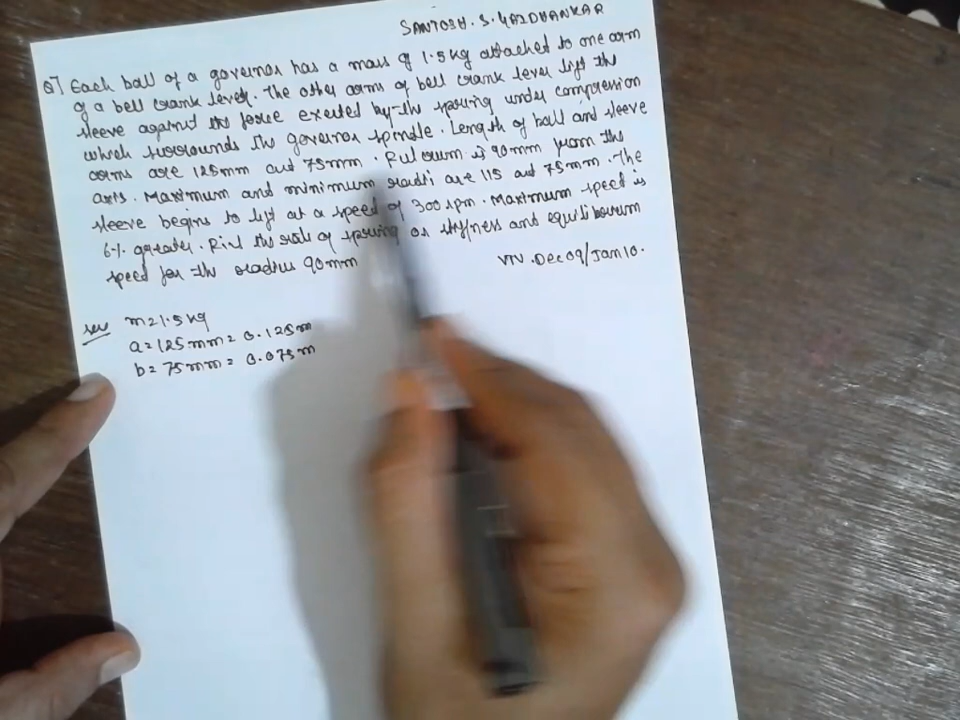 SANTOSH.S.GAIDHANKAR
Q7 Each ball of a governor has a mass of 1.5kg attached to one arm
of a bell crank lever. The other arms of bell crank lever lift the
sleeve against the force exerted by the spring under compression
which surrounds the governor spindle. Length of ball and sleeve
arms are 125mm and 75mm. Fulcrum is 90mm from the
axis. Maximum and minimum radii are 115 and 75mm. The
sleeve begins to lift at a speed of 300 rpm. Maximum speed is
6% greater. Find the rate of spring or stiffness and equilibrium
speed for the radius 90mm
VTV.Dec09/Jan10.
m=1.5kg
a=125mm=0.125m
b=75mm=0.075m